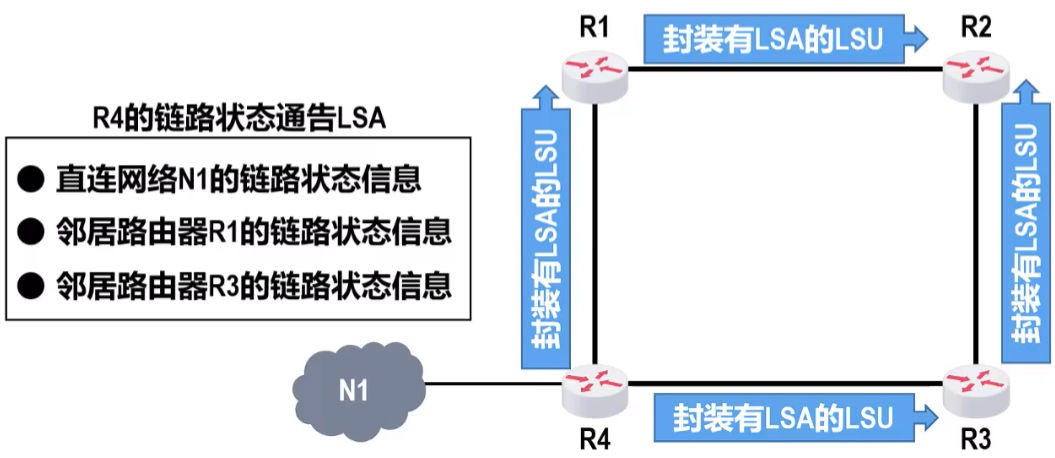 R1
封装有LSA的LSU
R2
R4的链路状态通告LSA
● 直连网络N1的链路状态信息
● 邻居路由器R1的链路状态信息
● 邻居路由器R3的链路状态信息
封装有LSA的LSU
封装有LSA的LSU
N1
封装有LSA的LSU
R4
R3